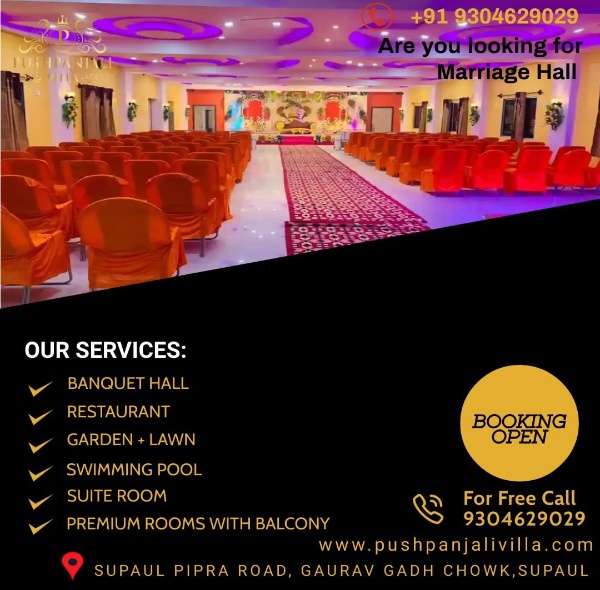 +91 9304629029
Are you looking for
Marriage Hall
PUSHPANJALI
VILLA
OUR SERVICES:
BANQUET HALL
RESTAURANT
GARDEN + LAWN
SWIMMING POOL
SUITE ROOM
PREMIUM ROOMS WITH BALCONY
BOOKING
OPEN
For Free Call
9304629029
www.pushpanjalivilla.com
SUPAUL PIPRA ROAD, GAURAV GADH CHOWK,SUPAUL